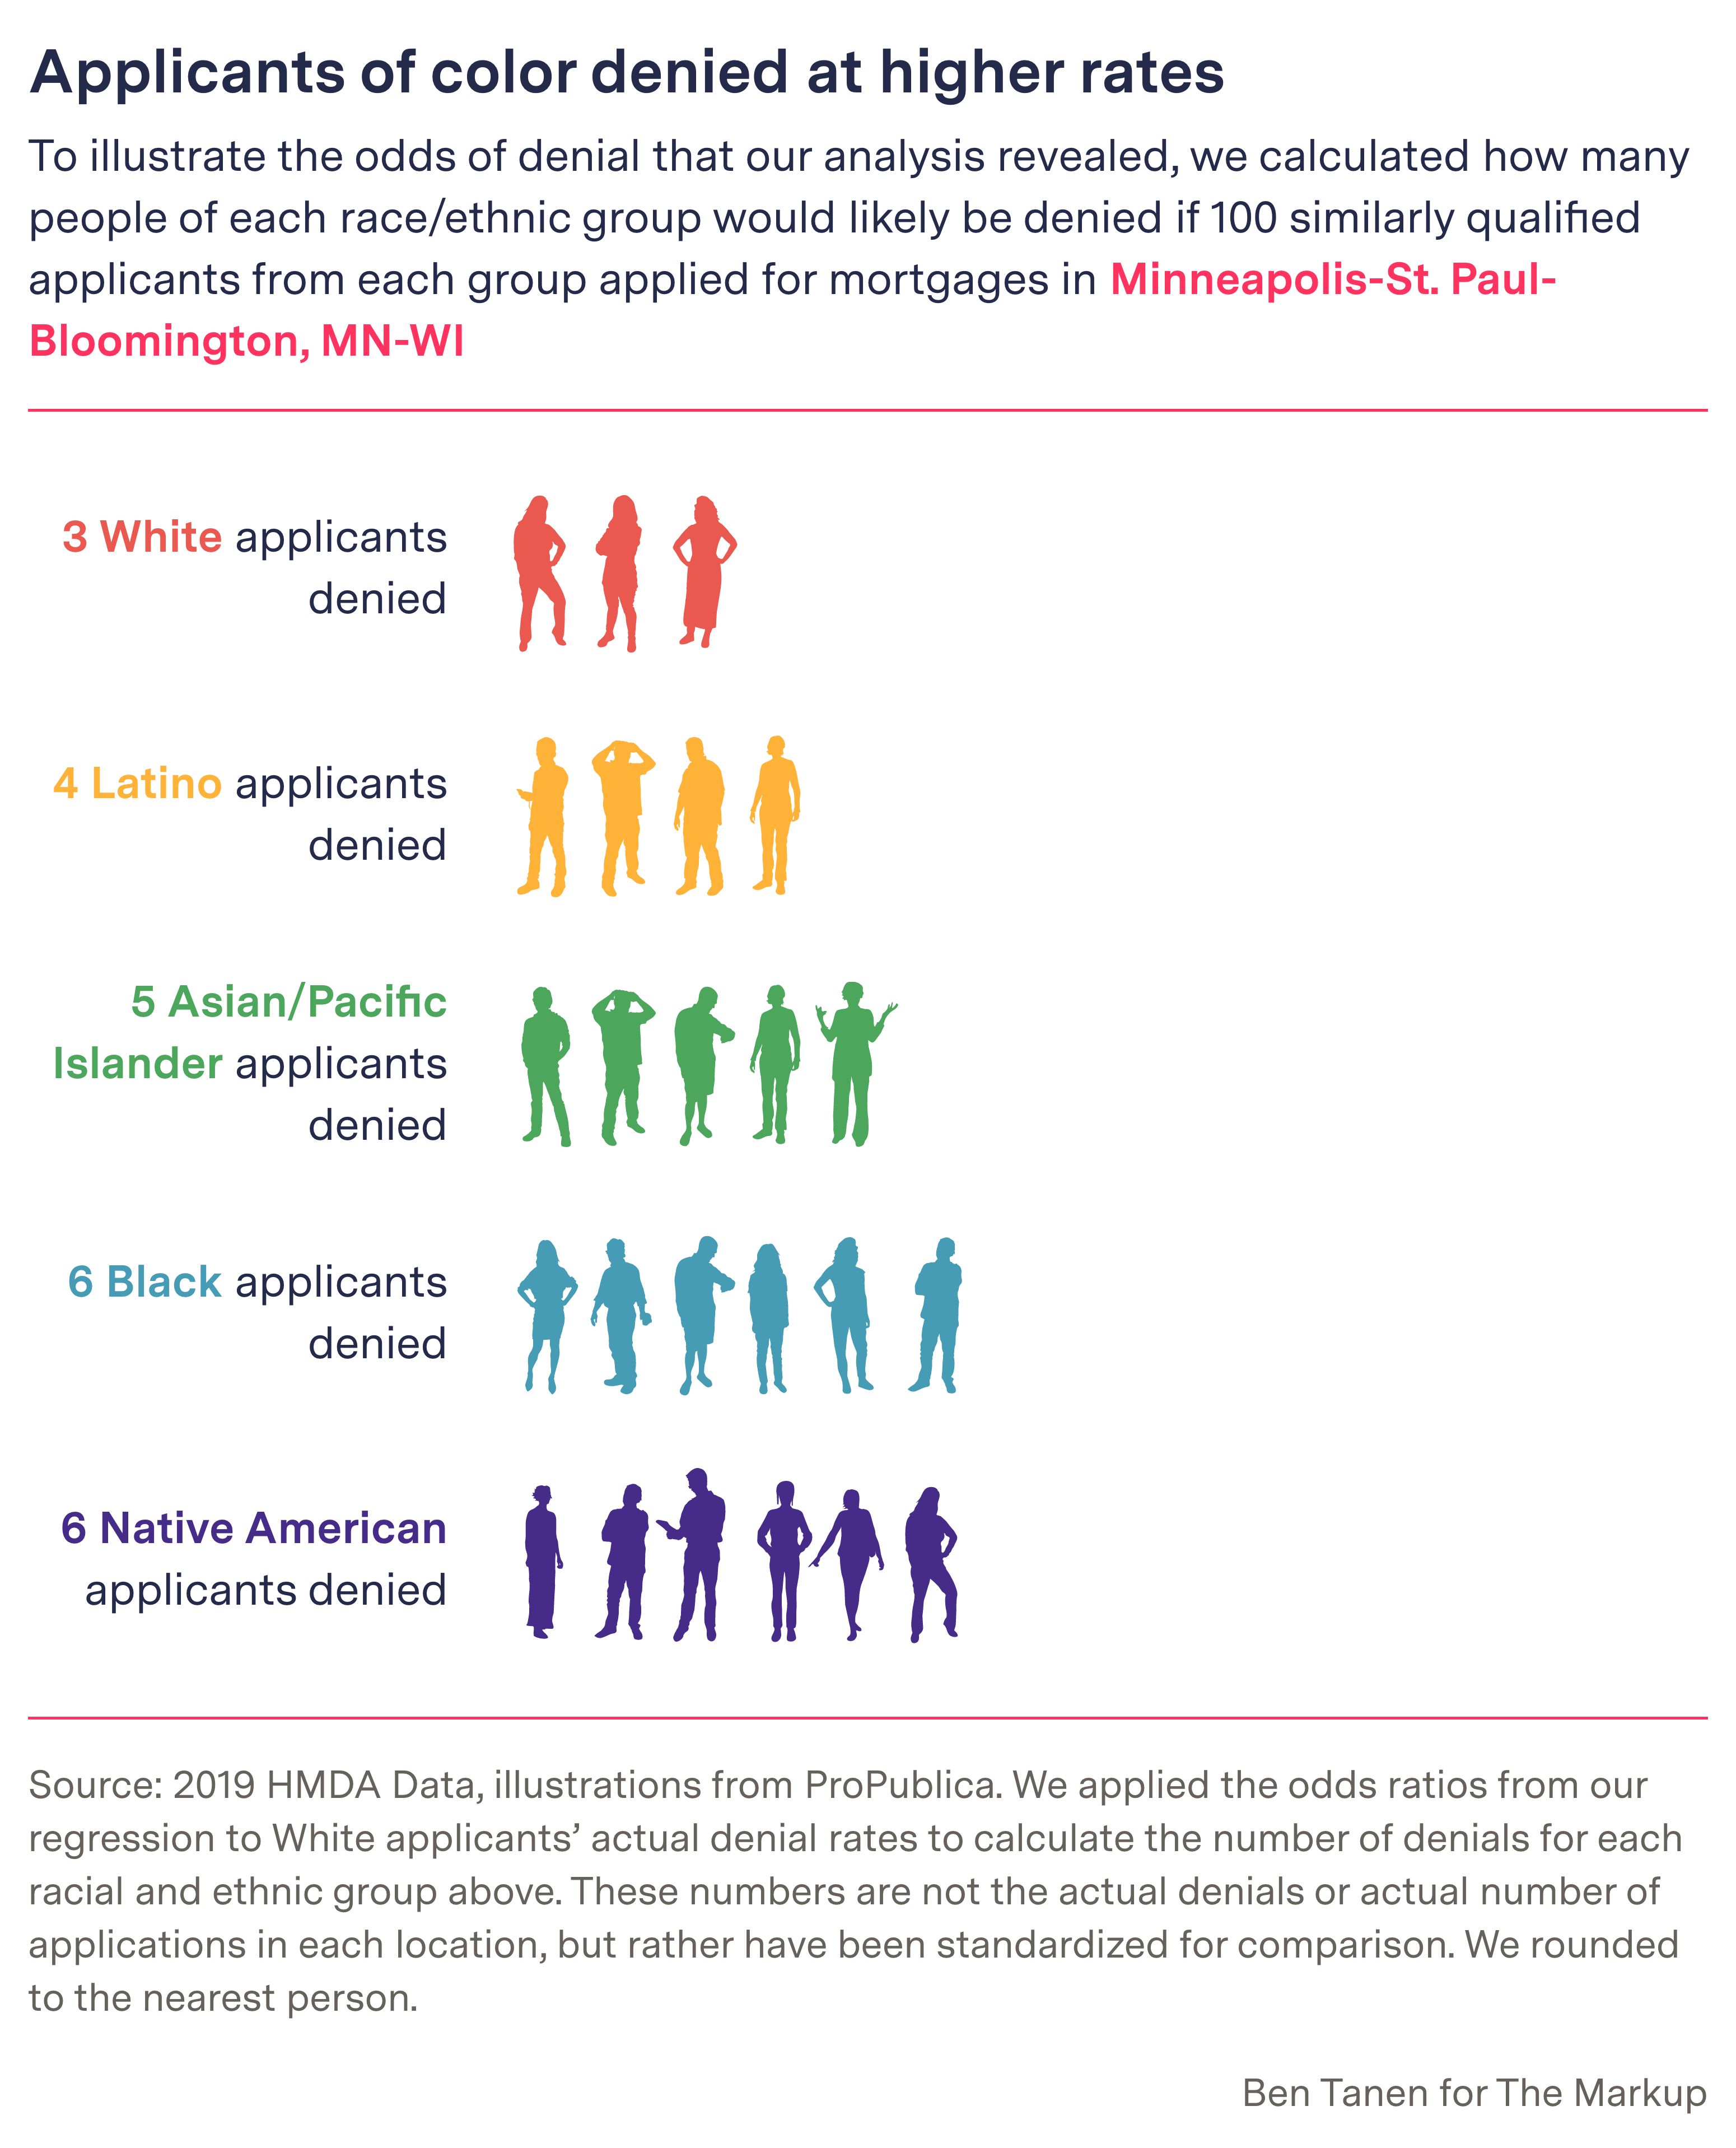 Applicants of color denied at higher rates
To illustrate the odds of denial that our analysis revealed, we calculated how many
people of each race/ethnic group would likely be denied if 100 similarly qualified
applicants from each group applied for mortgages in Minneapolis-St. Paul-
Bloomington, MN-WI
3 White applicants
denied
4 Latino applicants
denied
5 Asian/Pacific
Islander applicants
denied
6 Black applicants
denied
6 Native American
applicants denied
Source: 2019 HMDA Data, illustrations from ProPublica. We applied the odds ratios from our
regression to White applicants’ actual denial rates to calculate the number of denials for each
racial and ethnic group above. These numbers are not the actual denials or actual number of
applications in each location, but rather have been standardized for comparison. We rounded
to the nearest person.
Ben Tanen for The Markup